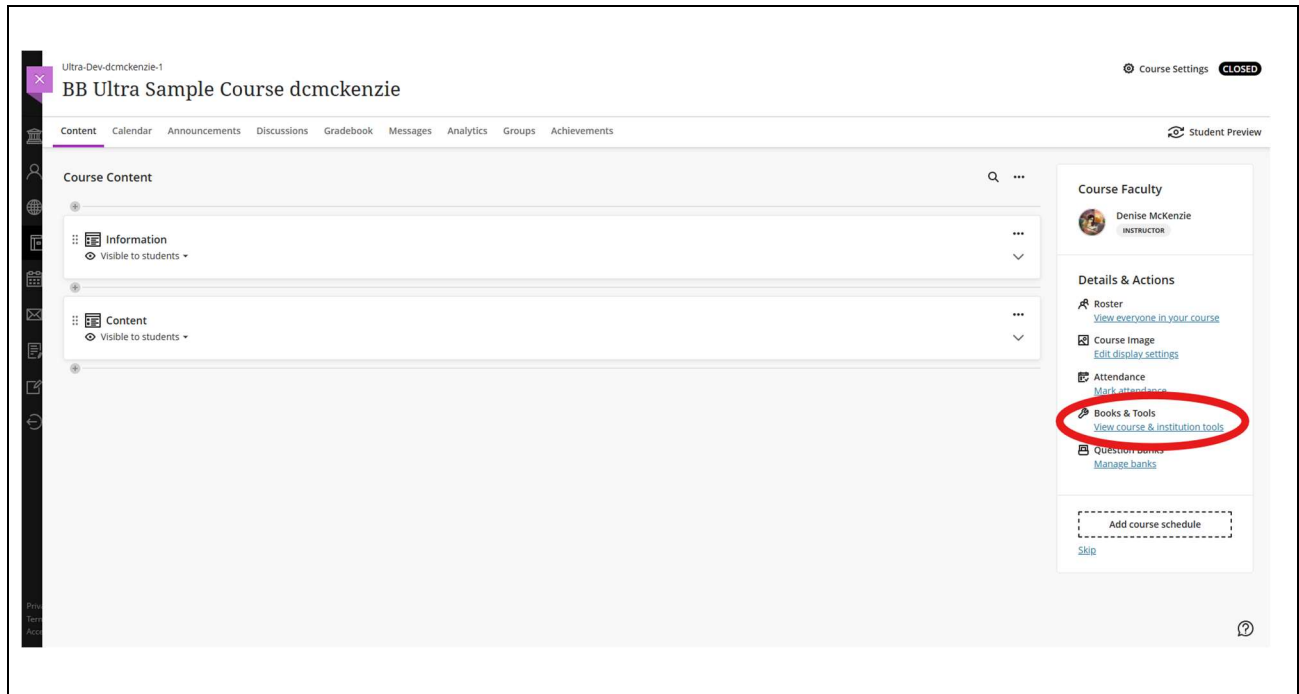 Ultra-Dev-dcmckenzie-1
BB Ultra Sample Course dcmckenzie
Course Settings CLOSED
Content Calendar Announcements Discussions Gradebook Messages Analytics Groups Achievements
Student Preview
Course Content
Information
Visible to students
Content
Visible to students
Course Faculty
Denise McKenzie
INSTRUCTOR
Details & Actions
Roster
View everyone in your course
Course Image
Edit display settings
Attendance
Mark attendance
Books & Tools
View course & institution tools
Question Banks
Manage banks
Add course schedule
Skip
Priv
Term
Acce